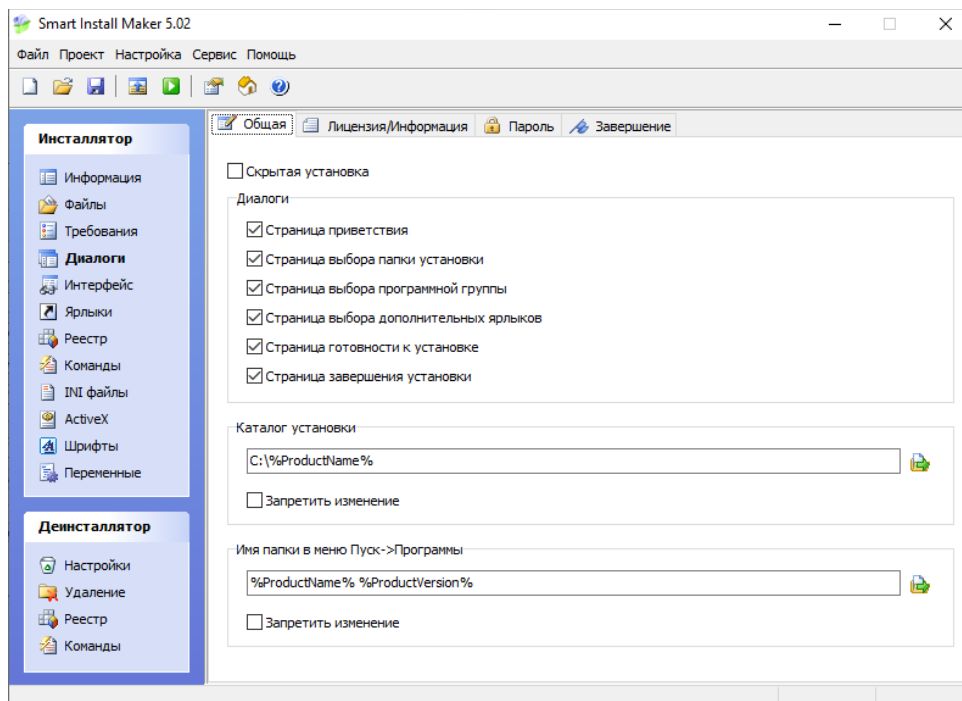 Smart Install Maker 5.02
Файл Проект Настройка Сервис Помощь
Инсталлятор
Информация
Файлы
Требования
Диалоги
Интерфейс
Ярлыки
Реестр
Команды
INI файлы
ActiveX
Шрифты
Переменные
Деинсталлятор
Настройки
Удаление
Реестр
Команды
Общая Лицензия/Информация Пароль Завершение
Скрытая установка
Диалоги
Страница приветствия
Страница выбора папки установки
Страница выбора программной группы
Страница выбора дополнительных ярлыков
Страница готовности к установке
Страница завершения установки
Каталог установки
C:\%ProductName%
Запретить изменение
Имя папки в меню Пуск->Программы
%ProductName% %ProductVersion%
Запретить изменение